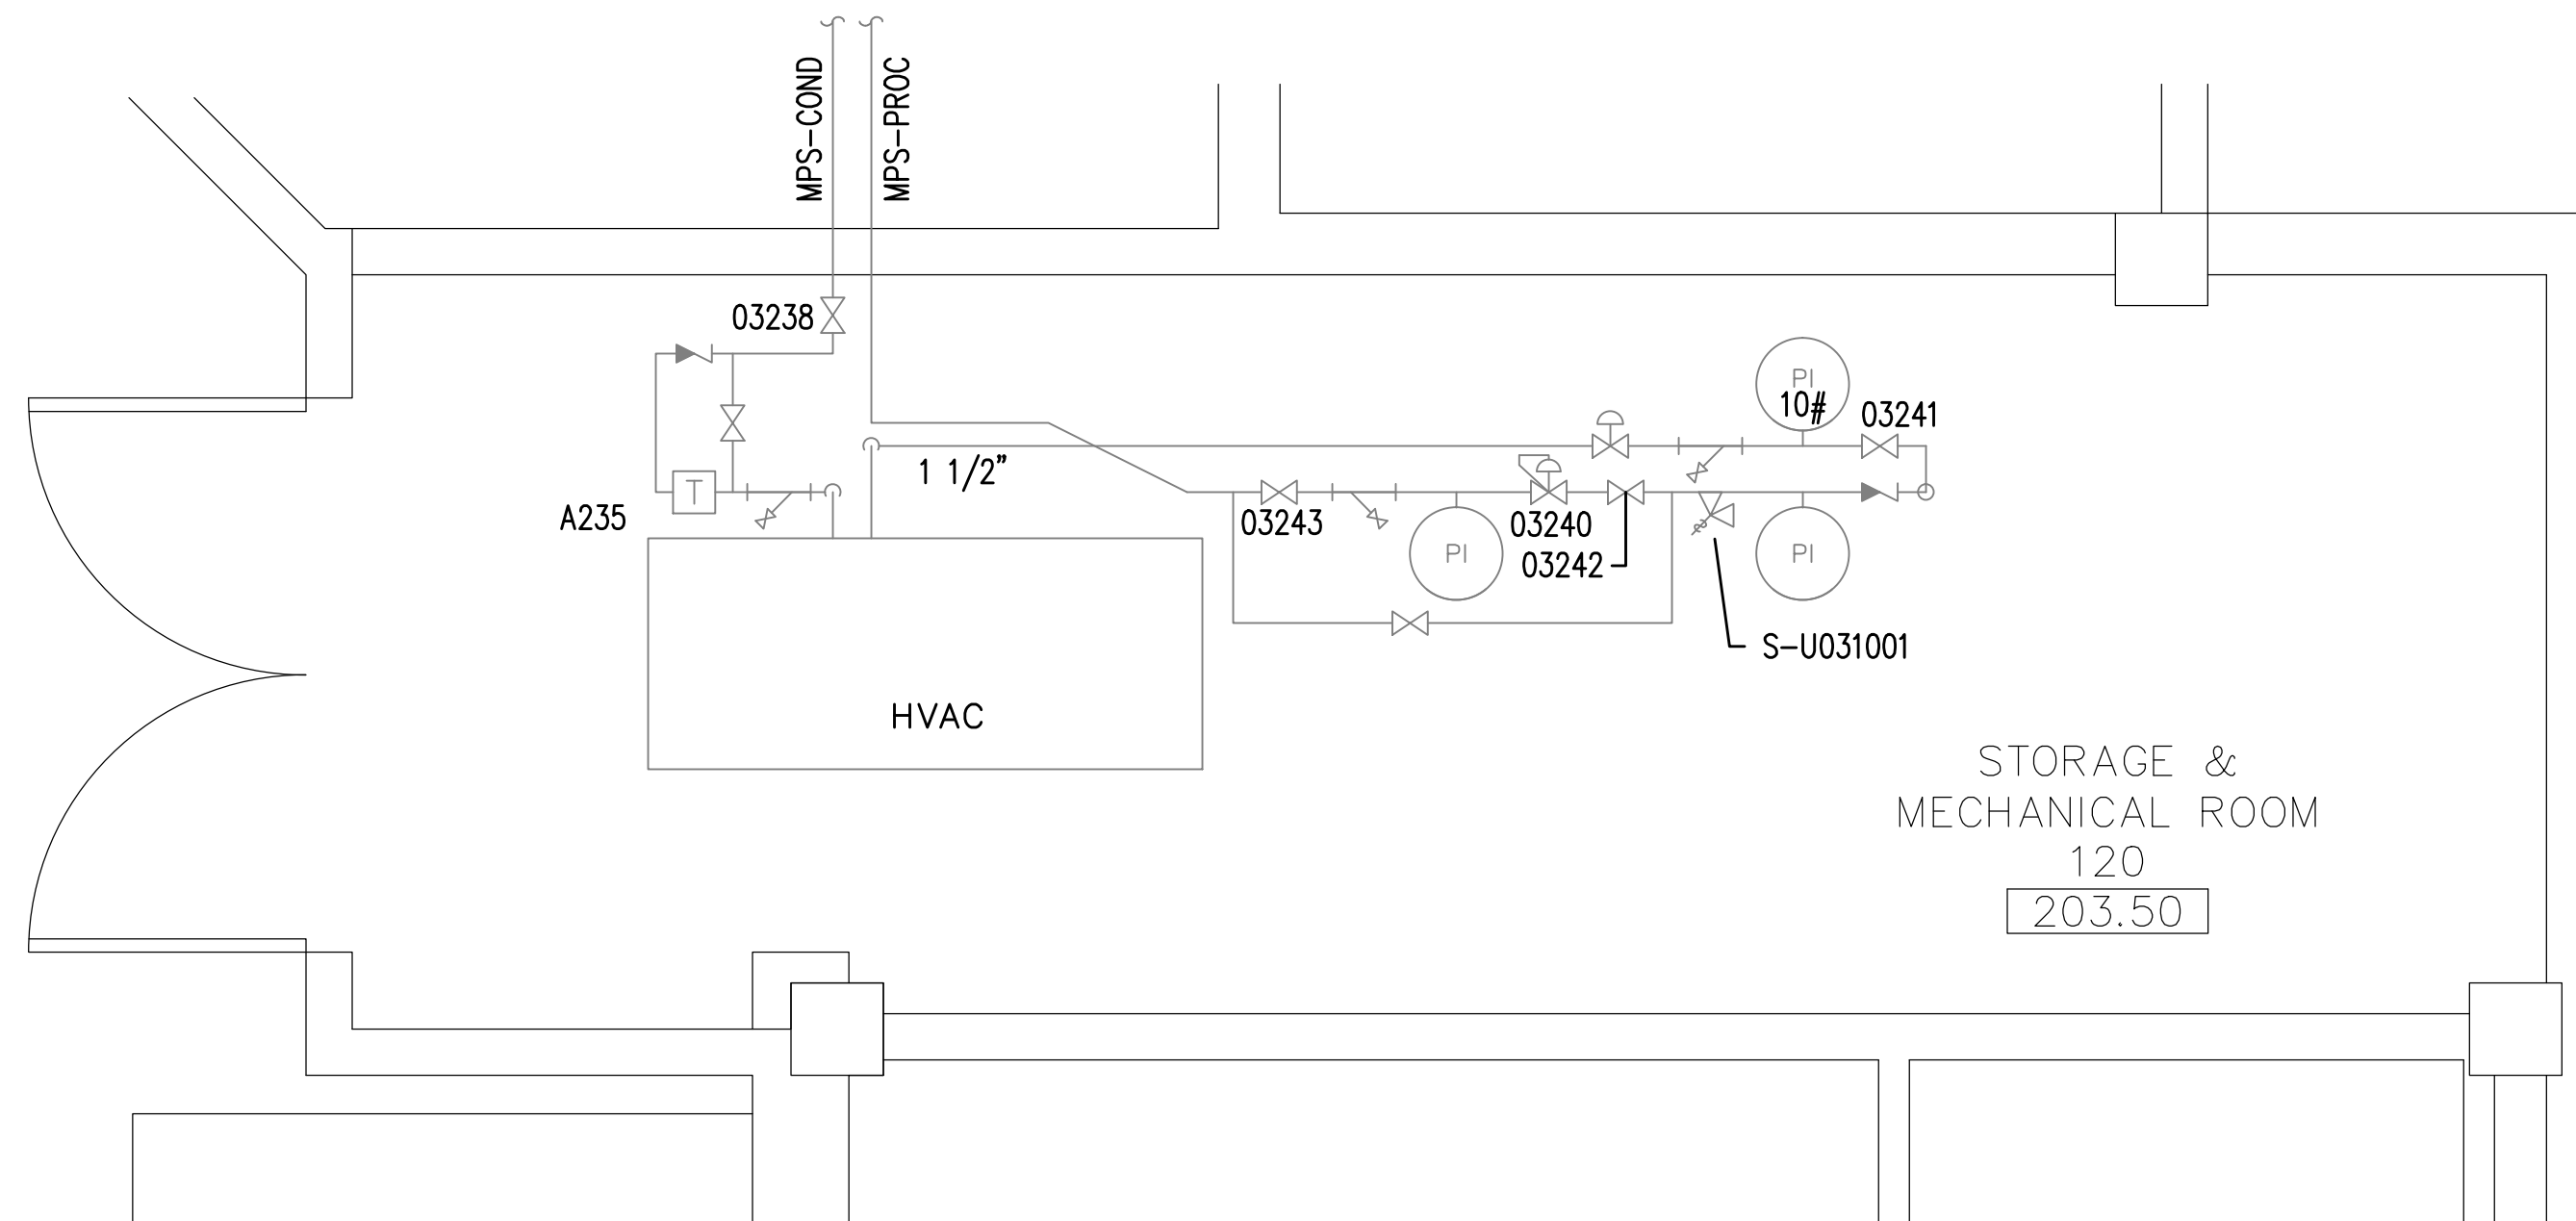 MPS-COND
MPS-PROC
03238
PI
10#
03241
1 1/2"
T
A235
03243
PI
03240
03242
PI
S-U031001
HVAC
STORAGE &
MECHANICAL ROOM
120
203.50